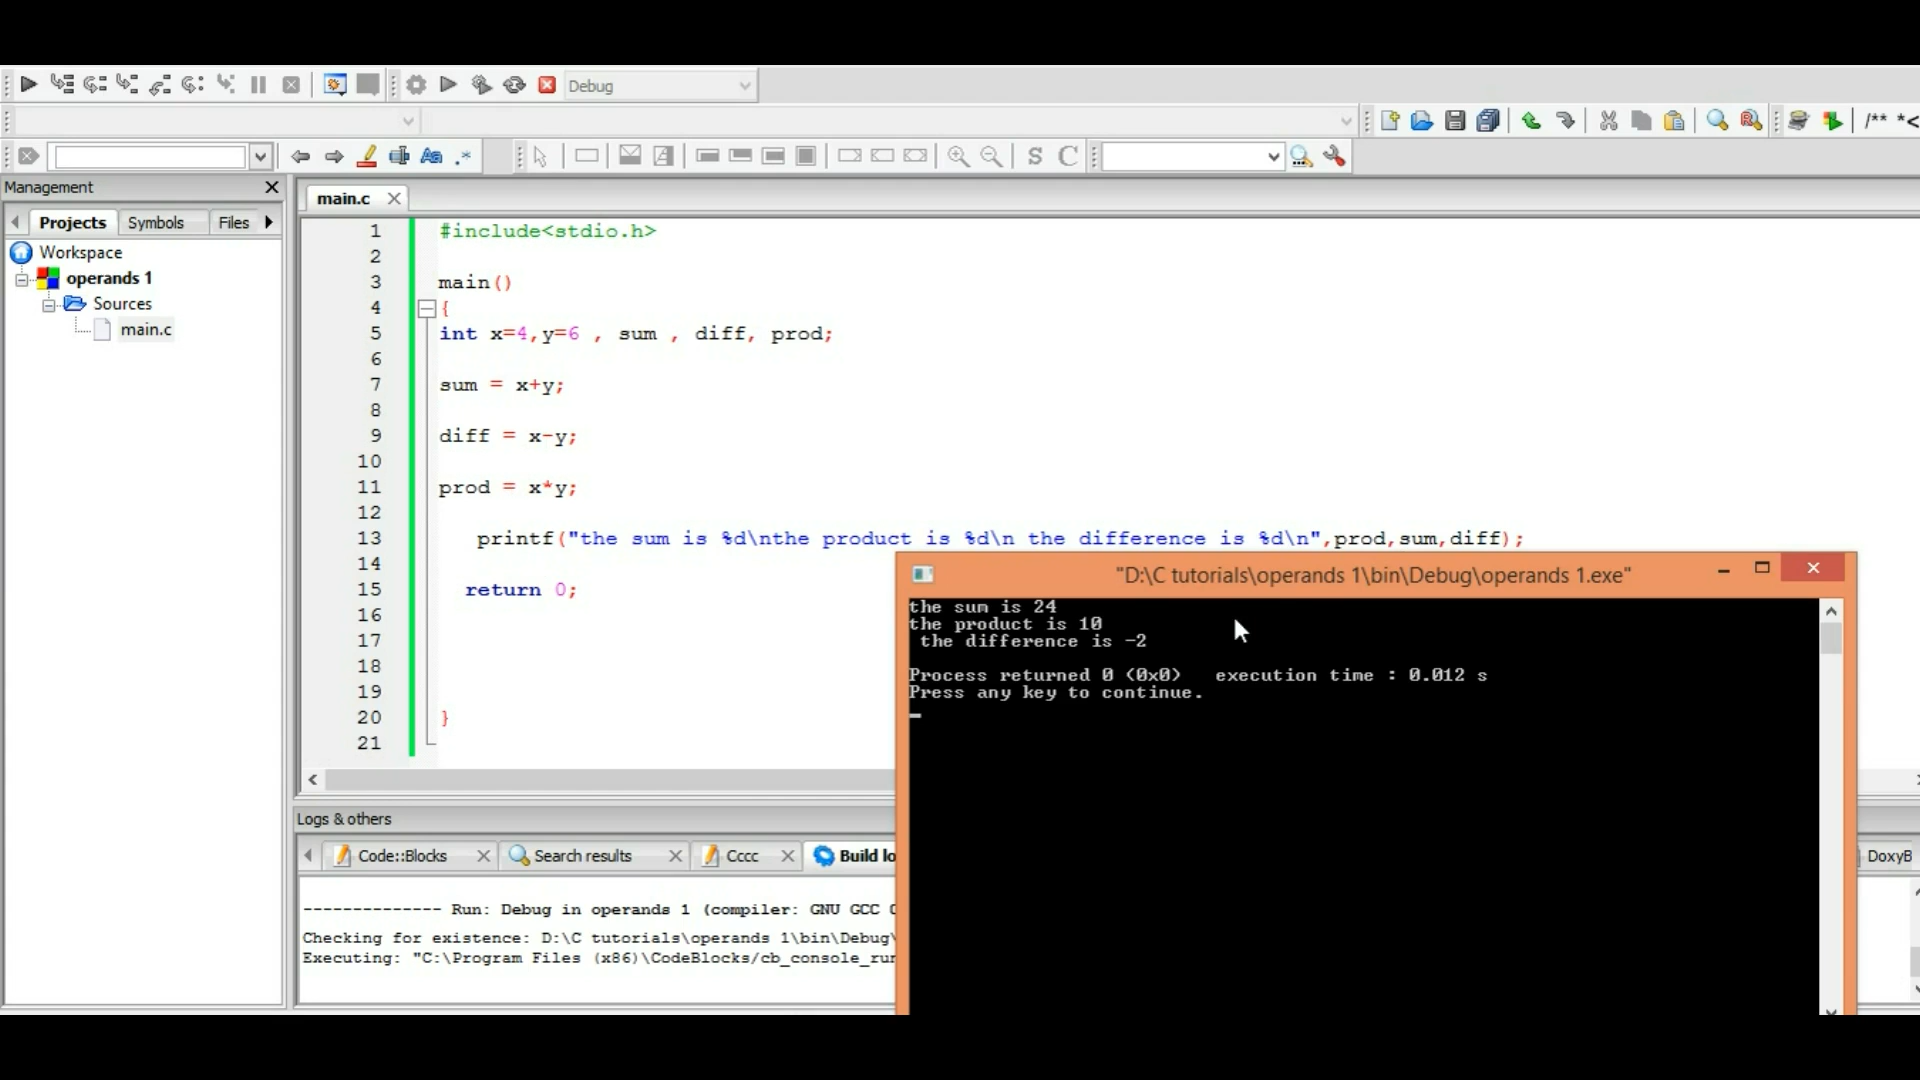 Debug
/** *<
S C
Management
Projects Symbols Files
Workspace
operands 1
Sources
main.c
main.c
1 #include<stdio.h>
2
3 main()
4 {
5 int x=4,y=6 , sum , diff, prod;
6
7 sum = x+y;
8
9 diff = x-y;
10
11 prod = x*y;
12
13 printf("the sum is %d\nthe product is %d\n the difference is %d\n",prod,sum,diff);
14
15 return 0;
16
17
18
19
20 }
21
"D:\C tutorials\operands 1\bin\Debug\operands 1.exe"
the sum is 24
the product is 10
the difference is -2
Process returned 0 (0x0) execution time : 0.012 s
Press any key to continue.
Logs & others
Code::Blocks Search results Cccc Build lo DoxyB
-------------- Run: Debug in operands 1 (compiler: GNU GCC C
Checking for existence: D:\C tutorials\operands 1\bin\Debug\
Executing: "C:\Program Files (x86)\CodeBlocks/cb_console_run